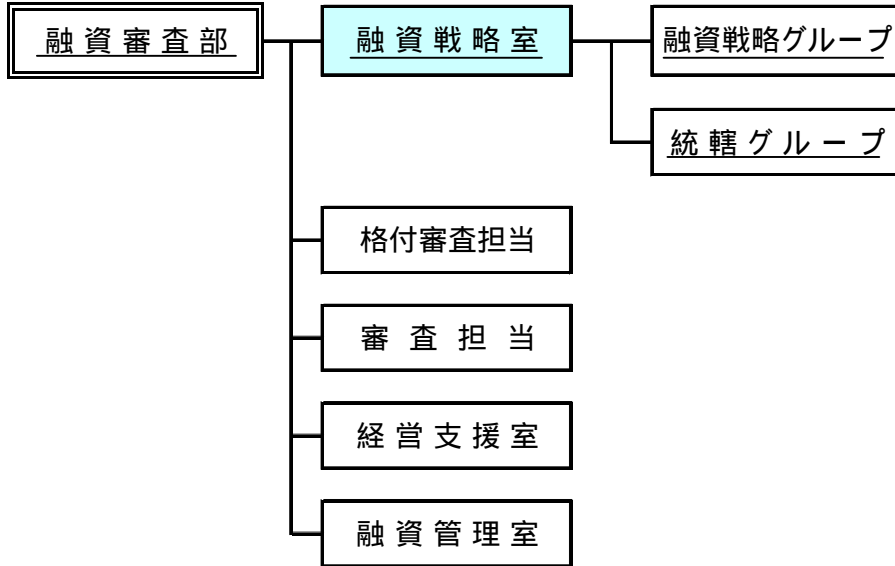 融資審査部
融資戦略室
融資戦略グループ
統轄グループ
格付審査担当
審査担当
経営支援室
融資管理室